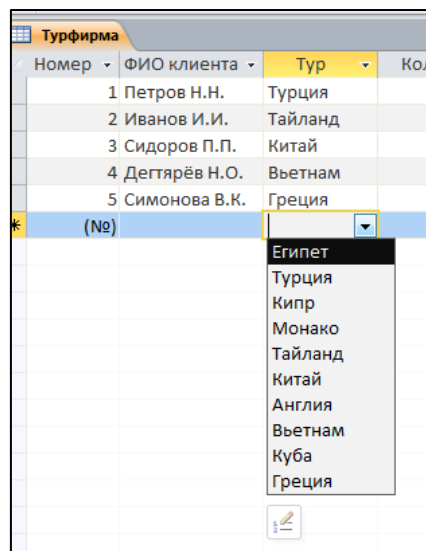 Турфирма
Номер ФИО клиента Тур Кол
1 Петров Н.Н. Турция
2 Иванов И.И. Тайланд
3 Сидоров П.П. Китай
4 Дегтярёв Н.О. Вьетнам
5 Симонова В.К. Греция
* (№)
Египет
Турция
Кипр
Монако
Тайланд
Китай
Англия
Вьетнам
Куба
Греция